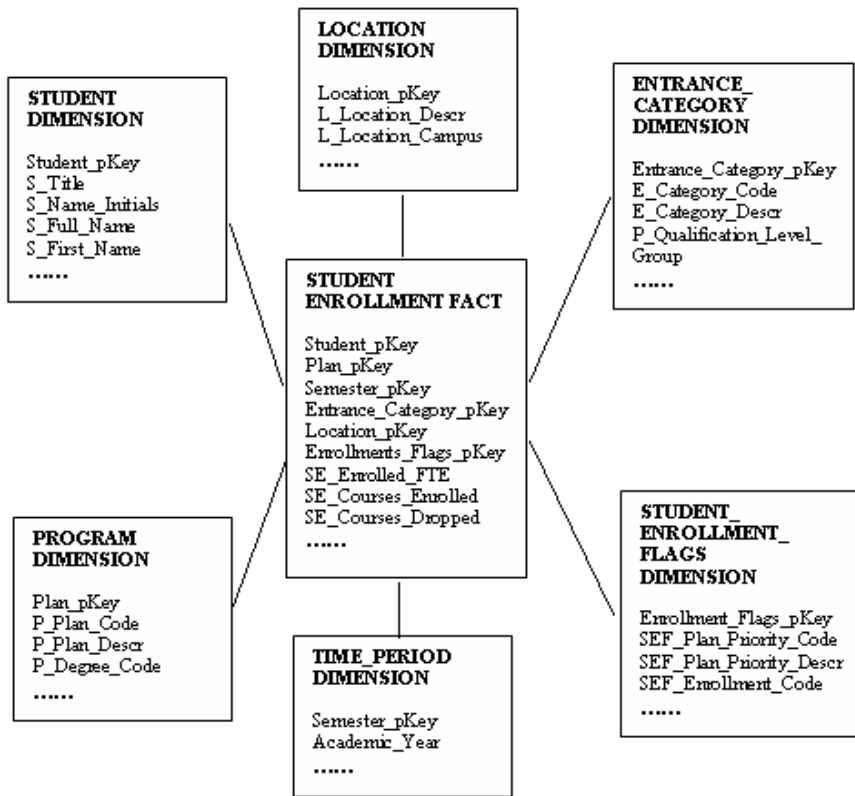 LOCATION
DIMENSION
Location_pKey
L_Location_Descr
L_Location_Campus
......
STUDENT
DIMENSION
Student_pKey
S_Title
S_Name_Initials
S_Full_Name
S_First_Name
......
ENTRANCE_
CATEGORY
DIMENSION
Entrance_Category_pKey
E_Category_Code
E_Category_Descr
P_Qualification_Level_
Group
......
STUDENT
ENROLLMENT FACT
Student_pKey
Plan_pKey
Semester_pKey
Entrance_Category_pKey
Location_pKey
Enrollments_Flags_pKey
SE_Enrolled_FTE
SE_Courses_Enrolled
SE_Courses_Dropped
......
PROGRAM
DIMENSION
Plan_pKey
P_Plan_Code
P_Plan_Descr
P_Degree_Code
......
TIME_PERIOD
DIMENSION
Semester_pKey
Academic_Year
......
STUDENT_
ENROLLMENT_
FLAGS
DIMENSION
Enrollment_Flags_pKey
SEF_Plan_Priority_Code
SEF_Plan_Priority_Descr
SEF_Enrollment_Code
......